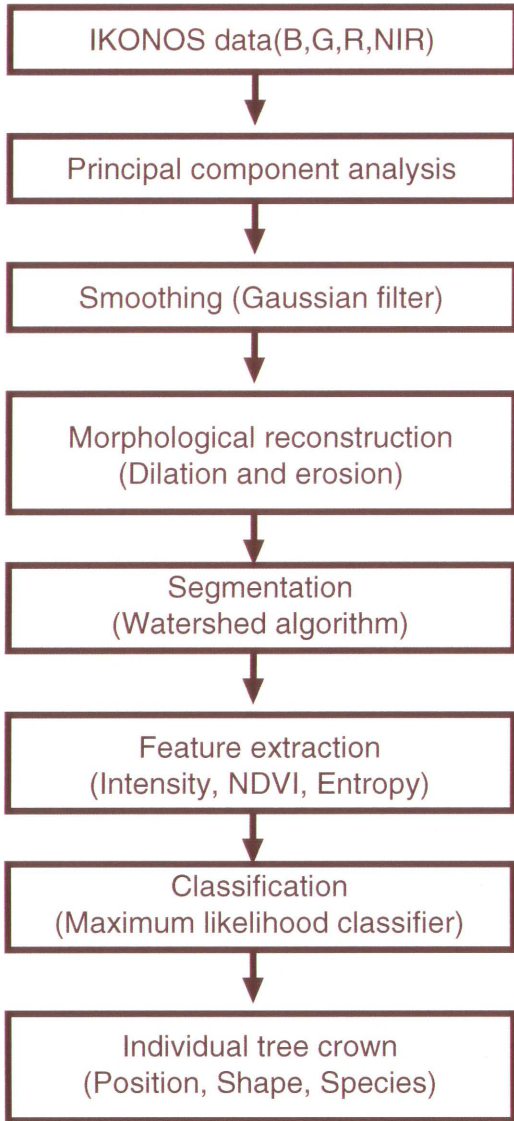 IKONOS data(B,G,R,NIR)
Principal component analysis
Smoothing (Gaussian filter)
Morphological reconstruction
(Dilation and erosion)
Segmentation
(Watershed algorithm)
Feature extraction
(Intensity, NDVI, Entropy)
Classification
(Maximum likelihood classifier)
Individual tree crown
(Position, Shape, Species)